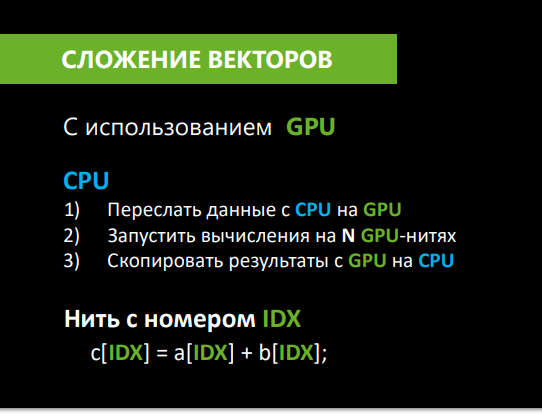 СЛОЖЕНИЕ ВЕКТОРОВ
С использованием GPU
CPU
1) Переслать данные с CPU на GPU
2) Запустить вычисления на N GPU-нитях
3) Скопировать результаты с GPU на CPU
Нить с номером IDX
c[IDX] = a[IDX] + b[IDX];